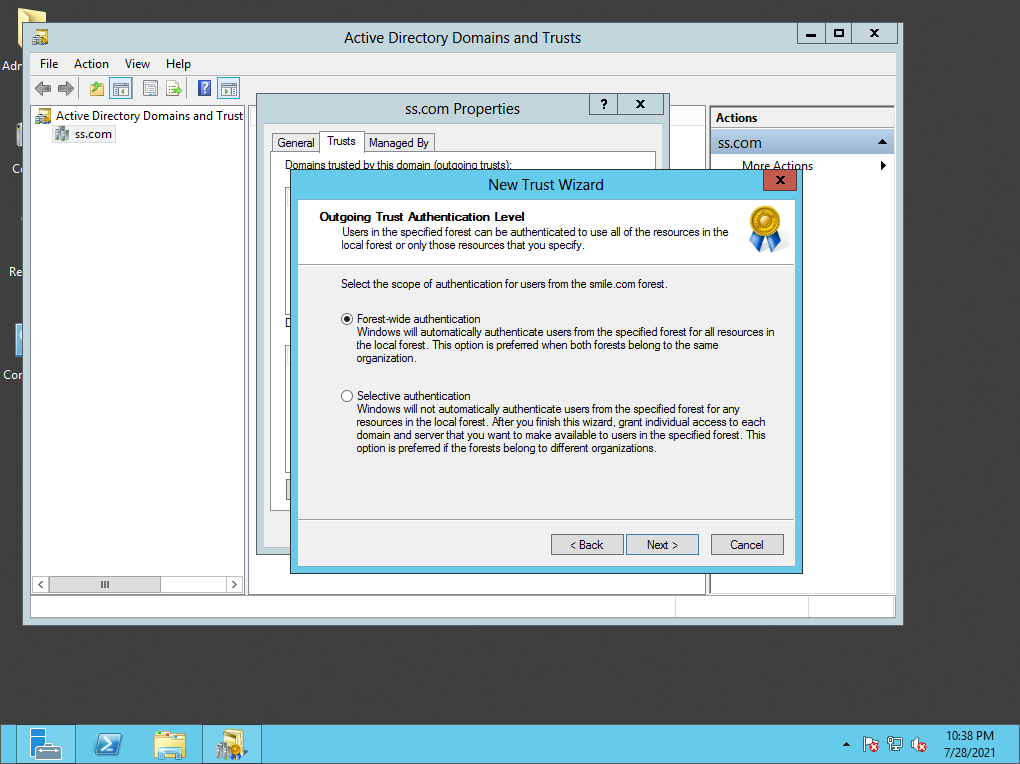 Active Directory Domains and Trusts
File Action View Help
Active Directory Domains and Trust
ss.com
ss.com Properties
?
General Trusts Managed By
Domains trusted by this domain (outgoing trusts):
Actions
ss.com
More Actions
New Trust Wizard
Outgoing Trust Authentication Level
Users in the specified forest can be authenticated to use all of the resources in the
local forest or only those resources that you specify.
Select the scope of authentication for users from the smile.com forest.
Forest-wide authentication
Windows will automatically authenticate users from the specified forest for all resources in
the local forest. This option is preferred when both forests belong to the same
organization.
Selective authentication
Windows will not automatically authenticate users from the specified forest for any
resources in the local forest. After you finish this wizard, grant individual access to each
domain and server that you want to make available to users in the specified forest. This
option is preferred if the forests belong to different organizations.
< Back Next > Cancel
10:38 PM
7/28/2021